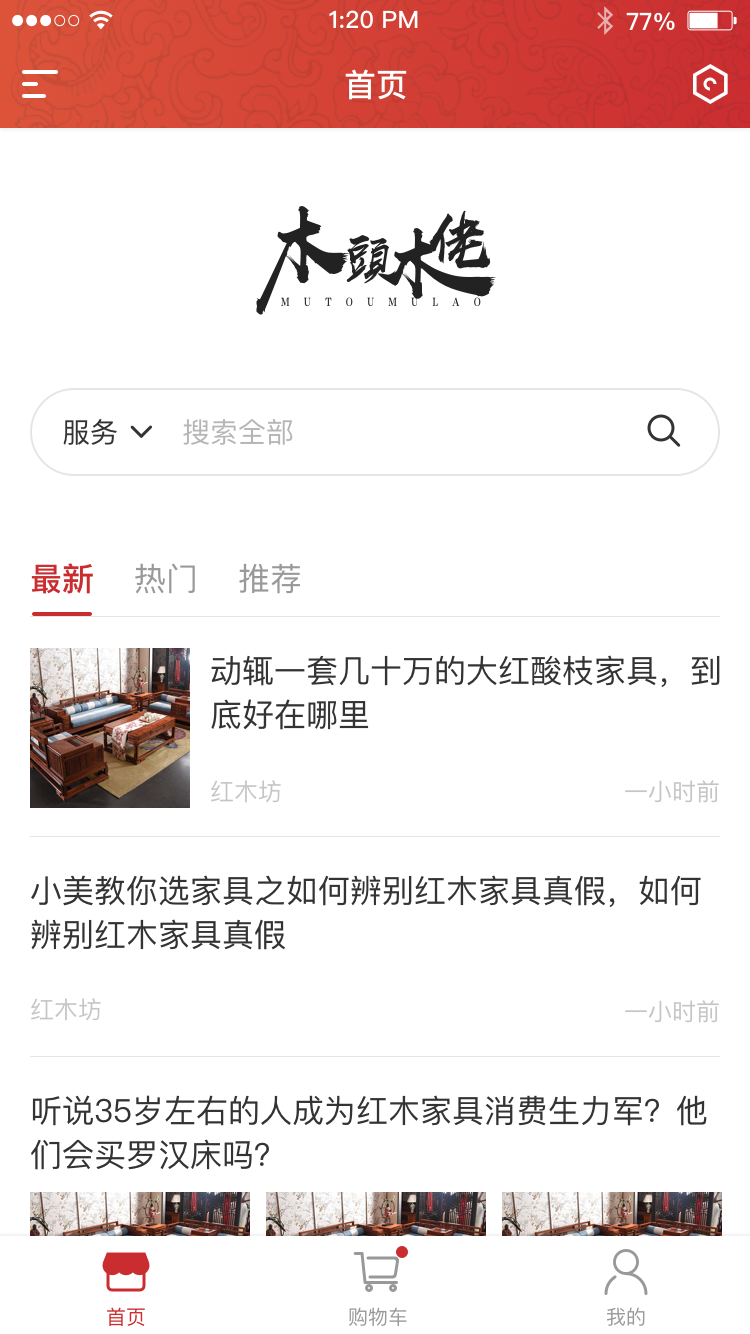 1:20 PM
77%
首页
木頭木佬
MUTOUMULAO
服务 搜索全部
最新 热门 推荐
动辄一套几十万的大红酸枝家具，到
底好在哪里
红木坊 一小时前
小美教你选家具之如何辨别红木家具真假，如何
辨别红木家具真假
红木坊 一小时前
听说35岁左右的人成为红木家具消费生力军？他
们会买罗汉床吗？
首页 购物车 我的